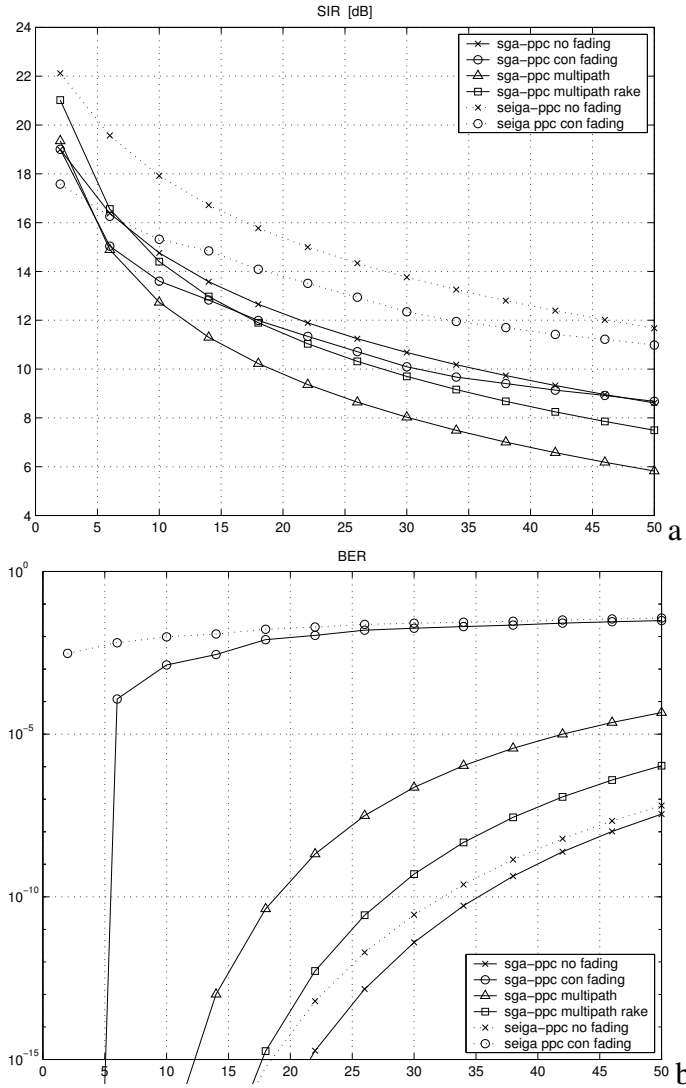 SIR [dB]
24
22
20
18
16
14
12
10
8
6
4
sga-ppc no fading
sga-ppc con fading
sga-ppc multipath
sga-ppc multipath rake
seiga-ppc no fading
seiga ppc con fading
0 5 10 15 20 25 30 35 40 45 50
a
BER
10^0
10^-5
10^-10
10^-15
sga-ppc no fading
sga-ppc con fading
sga-ppc multipath
sga-ppc multipath rake
seiga-ppc no fading
seiga ppc con fading
0 5 10 15 20 25 30 35 40 45 50
b